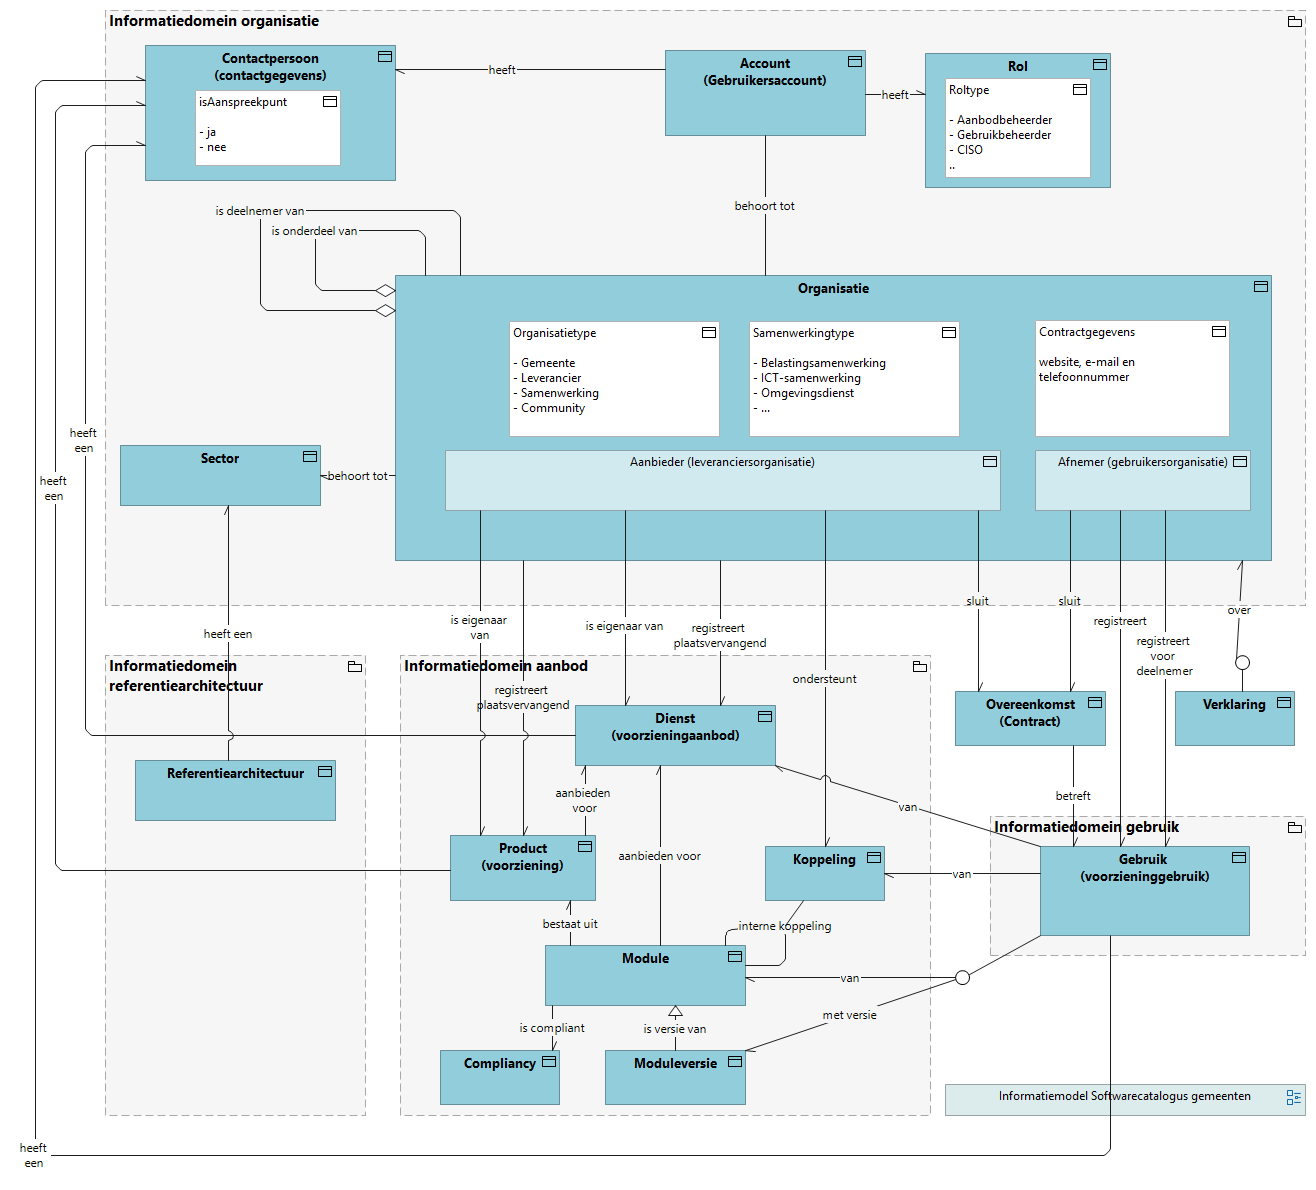 Informatiedomein organisatie
Contactpersoon
(contactgegevens)
isAanspreekpunt
- ja
- nee
heeft
Account
(Gebruikersaccount)
heeft
Rol
Roltype
- Aanbodbeheerder
- Gebruikbeheerder
- CISO
..
behoort tot
is deelnemer van
is onderdeel van
Organisatie
Organisatietype
- Gemeente
- Leverancier
- Samenwerking
- Community
Samenwerkingtype
- Belastingsamenwerking
- ICT-samenwerking
- Omgevingsdienst
- ...
Contractgegevens
website, e-mail en
telefoonnummer
Aanbieder (leveranciersorganisatie)
Afnemer (gebruikersorganisatie)
Sector
behoort tot
heeft
een
heeft
een
heeft een
is eigenaar
van
is eigenaar van
registreert
plaatsvervangend
sluit
sluit
registreert
over
registreert
voor
deelnemer
Informatiedomein
referentiearchitectuur
Informatiedomein aanbod
registreert
plaatsvervangend
ondersteunt
Dienst
(voorzieningaanbod)
Overeenkomst
(Contract)
Verklaring
Referentiearchitectuur
aanbieden
voor
van
betreft
Informatiedomein gebruik
Product
(voorziening)
aanbieden voor
Koppeling
van
Gebruik
(voorzieninggebruik)
bestaat uit
interne koppeling
Module
van
met versie
is compliant
is versie van
Compliancy
Moduleversie
Informatiemodel Softwarecatalogus gemeenten
heeft
een